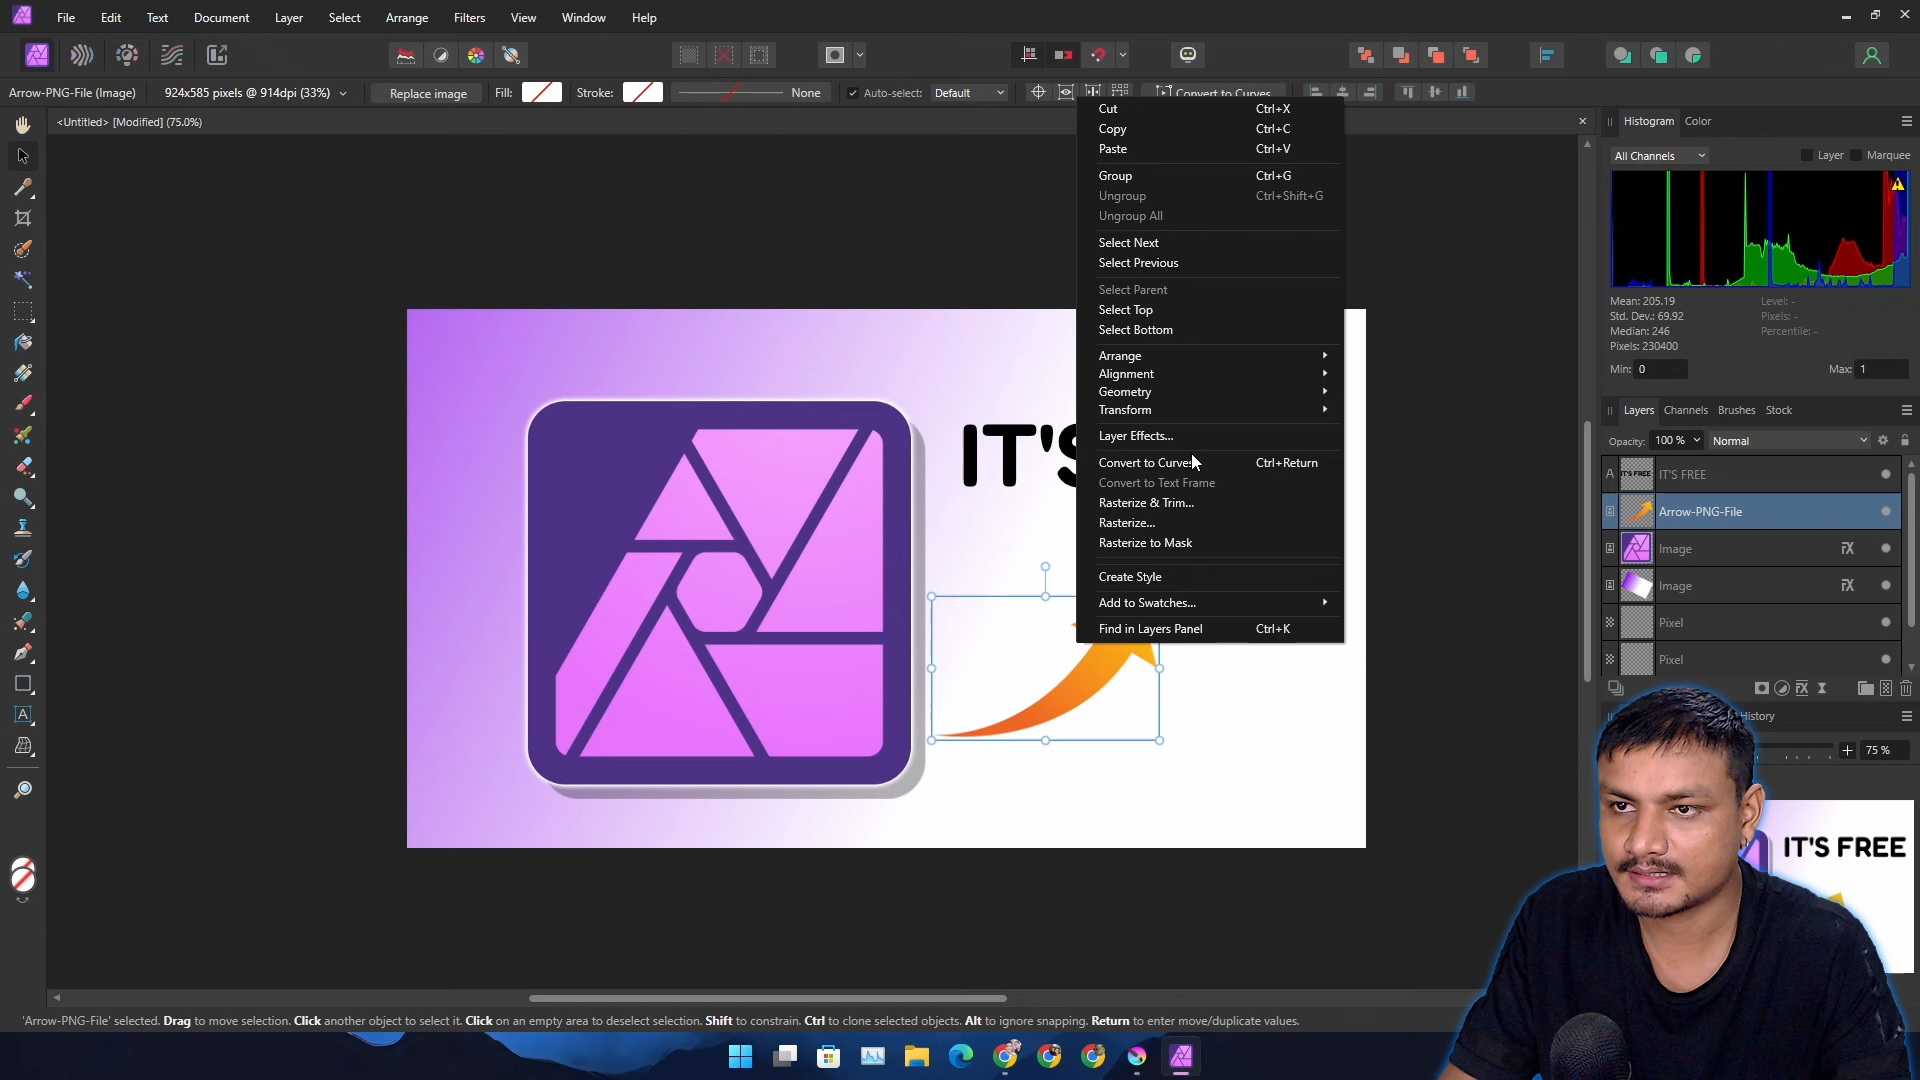 File Edit Text Document Layer Select Arrange Filters View Window Help
Arrow-PNG-File (Image) 924x585 pixels @ 914dpi (33%) Replace image Fill: Stroke: None Auto-select: Default Convert to Curves
<Untitled> [Modified] (75.0%)
Cut Ctrl+X
Copy Ctrl+C
Paste Ctrl+V
Group Ctrl+G
Ungroup Ctrl+Shift+G
Ungroup All
Select Next
Select Previous
Select Parent
Select Top
Select Bottom
Arrange
Alignment
Geometry
Transform
Layer Effects...
Convert to Curves Ctrl+Return
Convert to Text Frame
Rasterize & Trim...
Rasterize...
Rasterize to Mask
Create Style
Add to Swatches...
Find in Layers Panel Ctrl+K
IT'S
Histogram Color
All Channels Layer Marquee
Mean: 205.19 Level: -
Std. Dev.: 69.92 Pixels: -
Median: 246 Percentile: -
Pixels: 230400
Min: 0 Max: 1
Layers Channels Brushes Stock
Opacity: 100 % Normal
IT'S FREE IT'S FREE
Arrow-PNG-File
Image
Image
Pixel
Pixel
History
75 %
IT'S FREE
'Arrow-PNG-File' selected. Drag to move selection. Click another object to select it. Click on an empty area to deselect selection. Shift to constrain. Ctrl to clone selected objects. Alt to ignore snapping. Return to enter move/duplicate values.